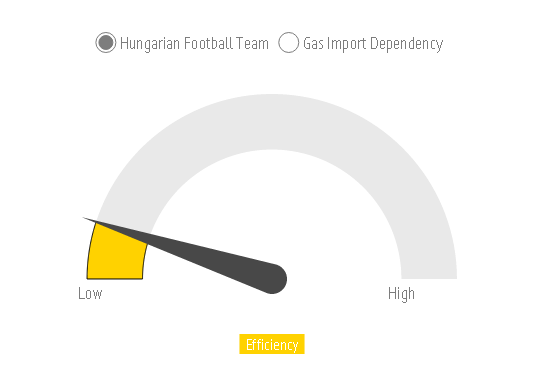 Hungarian Football Team Gas Import Dependency
Low High
Efficiency